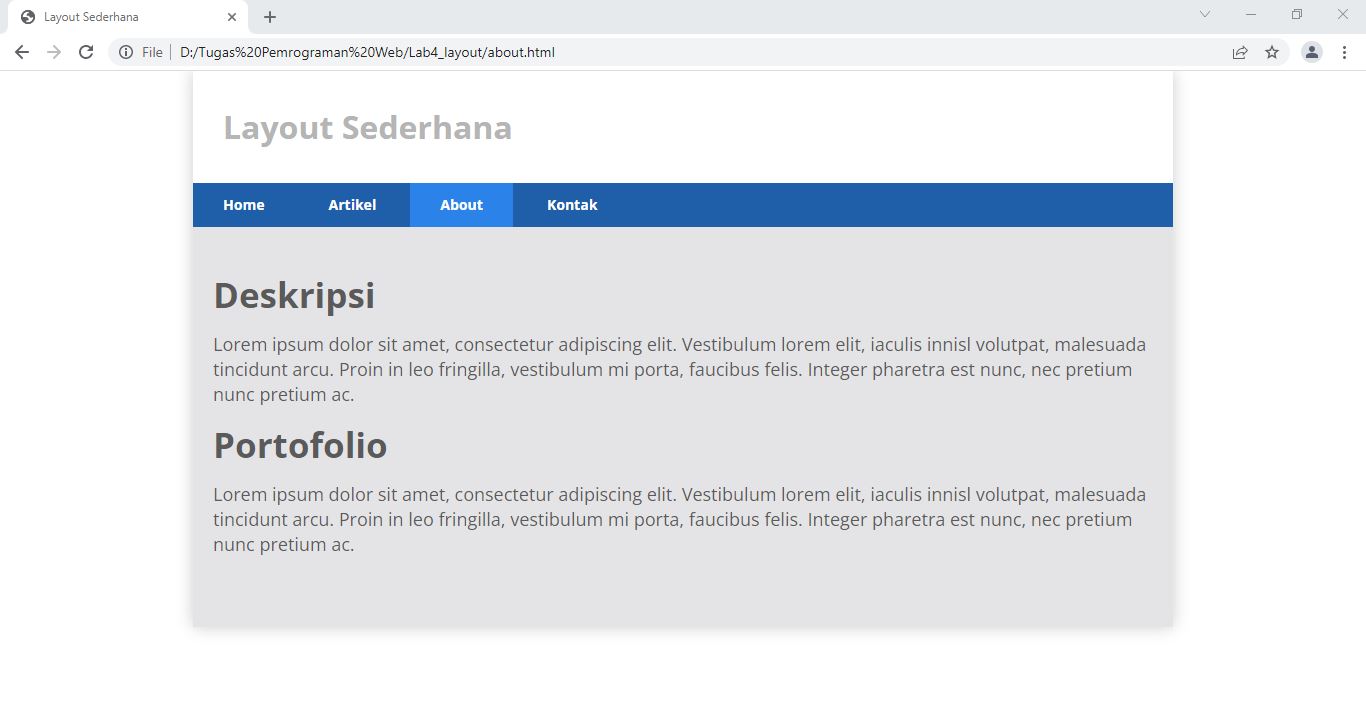 Layout Sederhana
File
D:/Tugas%20Pemrograman%20Web/Lab4_layout/about.html
Layout Sederhana
Home Artikel About Kontak
Deskripsi
Lorem ipsum dolor sit amet, consectetur adipiscing elit. Vestibulum lorem elit, iaculis innisl volutpat, malesuada
tincidunt arcu. Proin in leo fringilla, vestibulum mi porta, faucibus felis. Integer pharetra est nunc, nec pretium
nunc pretium ac.
Portofolio
Lorem ipsum dolor sit amet, consectetur adipiscing elit. Vestibulum lorem elit, iaculis innisl volutpat, malesuada
tincidunt arcu. Proin in leo fringilla, vestibulum mi porta, faucibus felis. Integer pharetra est nunc, nec pretium
nunc pretium ac.